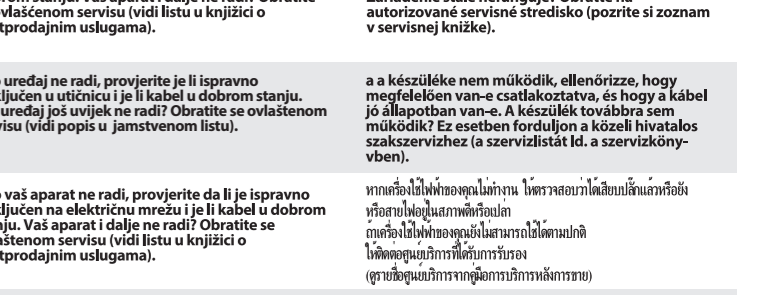 ovlašćenom servisu (vidi listu u knjižici o
tprodajnim uslugama).
autorizované servisné stredisko (pozrite si zoznam
v servisnej knižke).
uređaj ne radi, provjerite je li ispravno
ključen u utičnicu i je li kabel u dobrom stanju.
uređaj još uvijek ne radi? Obratite se ovlaštenom
visu (vidi popis u jamstvenom listu).
a a készüléke nem működik, ellenőrizze, hogy
megfelelően van-e csatlakoztatva, és hogy a kábel
jó állapotban van-e. A készülék továbbra sem
működik? Ez esetben forduljon a közeli hivatalos
szakszervizhez (a szervizlistát ld. a szervizköny-
vben).
vaš aparat ne radi, provjerite da li je ispravno
ključen na električnu mrežu i je li kabel u dobrom
nju. Vaš aparat i dalje ne radi? Obratite se
laštenom servisu (vidi listu u knjižici o
tprodajnim uslugama).
หากเครื่องใช้ไฟฟ้าของคุณไม่ทำงาน ให้ตรวจสอบว่าได้เสียบปลั๊กแล้วหรือยัง
หรือสายไฟอยู่ในสภาพดีหรือเปล่า
ถ้าเครื่องใช้ไฟฟ้าของคุณยังไม่สามารถใช้ได้ตามปกติ
ให้ติดต่อศูนย์บริการที่ได้รับการรับรอง
(ดูรายชื่อศูนย์บริการจากคู่มือการบริการหลังการขาย)